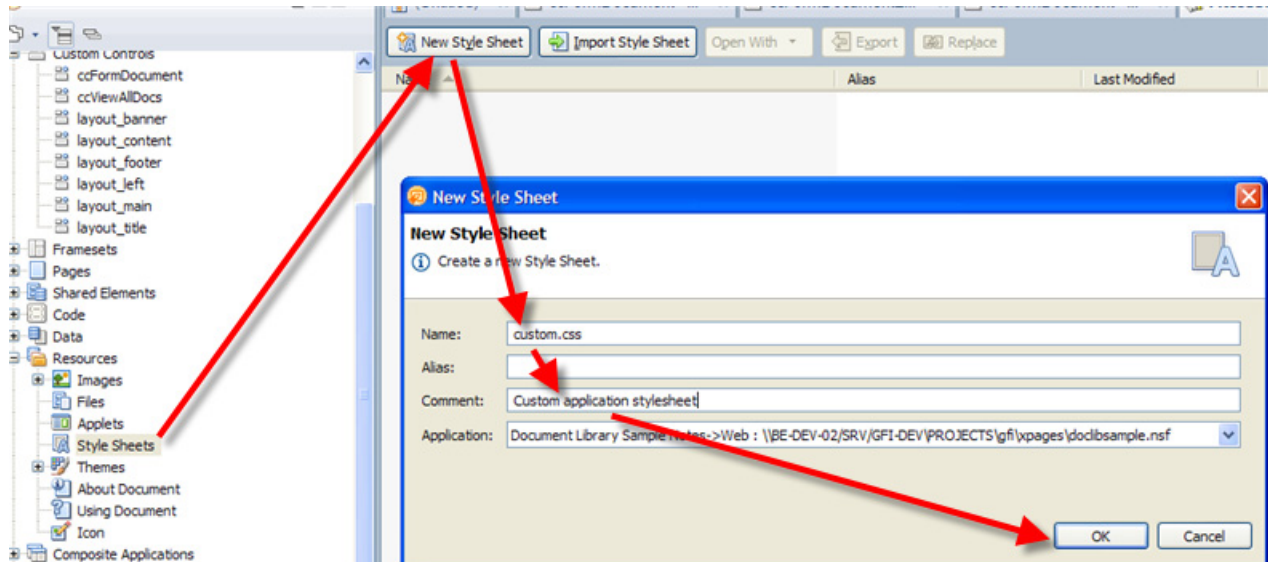 New Style Sheet
Import Style Sheet
Open With
Export
Replace
Alias
Last Modified
Custom Controls
ccFormDocument
ccViewAllDocs
layout_banner
layout_content
layout_footer
layout_left
layout_main
layout_title
Framesets
Pages
Shared Elements
Code
Data
Resources
Images
Files
Applets
Style Sheets
Themes
About Document
Using Document
Icon
Composite Applications
New Style Sheet
New Style Sheet
Create a new Style Sheet.
Name: custom.css
Alias:
Comment: Custom application stylesheet
Application: Document Library Sample Notes->Web : \\BE-DEV-02/SRV/GFI-DEV\PROJECTS\gfi\xpages\doclibsample.nsf
OK
Cancel